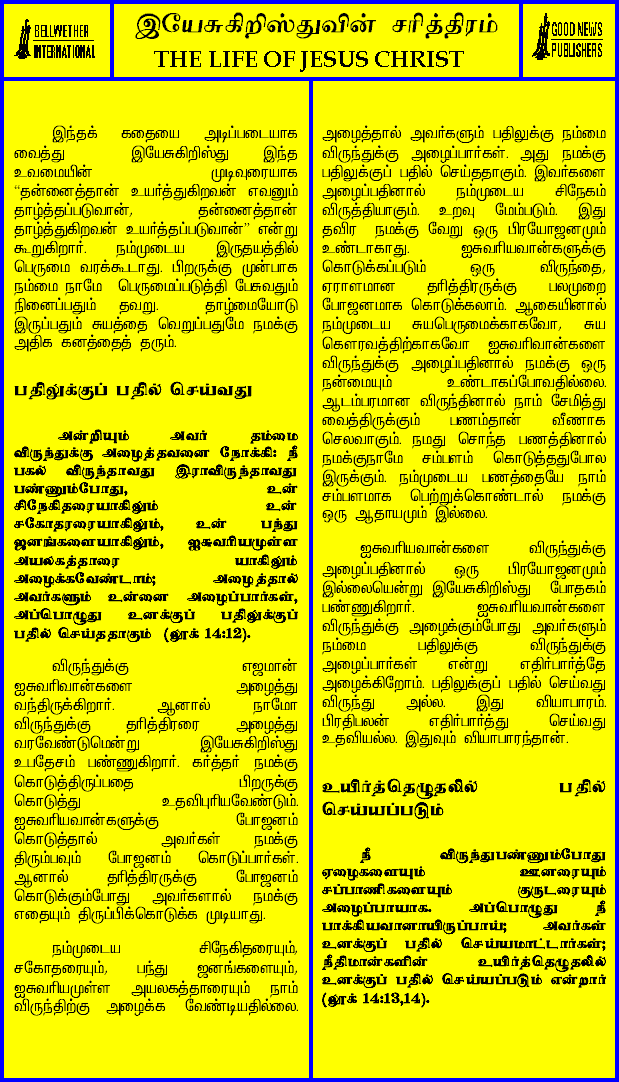 BELLWETHER
INTERNATIONAL
இயேசுகிறிஸ்துவின் சரித்திரம்
THE LIFE OF JESUS CHRIST
GOOD NEWS
PUBLISHERS
இந்தக் கதையை அடிப்படையாக
வைத்து இயேசுகிறிஸ்து இந்த
உவமையின் முடிவுரையாக
“தன்னைத்தான் உயர்த்துகிறவன் எவனும்
தாழ்த்தப்படுவான், தன்னைத்தான்
தாழ்த்துகிறவன் உயர்த்தப்படுவான்” என்று
கூறுகிறார். நம்முடைய இருதயத்தில்
பெருமை வரக்கூடாது. பிறருக்கு முன்பாக
நம்மை நாமே பெருமைப்படுத்தி பேசுவதும்
நினைப்பதும் தவறு. தாழ்மையோடு
இருப்பதும் சுயத்தை வெறுப்பதுமே நமக்கு
அதிக கனத்தைத் தரும்.
பதிலுக்குப் பதில் செய்வது
அன்றியும் அவர் தம்மை
விருந்துக்கு அழைத்தவனை நோக்கி: நீ
பகல் விருந்தாவது இராவிருந்தாவது
பண்ணும்போது, உன்
சிநேகிதரையாகிலும் உன்
சகோதரரையாகிலும், உன் பந்து
ஜனங்களையாகிலும், ஐசுவரியமுள்ள
அயலகத்தாரை யாகிலும்
அழைக்கவேண்டாம்; அழைத்தால்
அவர்களும் உன்னை அழைப்பார்கள்,
அப்பொழுது உனக்குப் பதிலுக்குப்
பதில் செய்ததாகும் (லூக் 14:12).
விருந்துக்கு எஜமான்
ஐசுவரிவான்களை அழைத்து
வந்திருக்கிறார். ஆனால் நாமோ
விருந்துக்கு தரித்திரரை அழைத்து
வரவேண்டுமென்று இயேசுகிறிஸ்து
உபதேசம் பண்ணுகிறார். கர்த்தர் நமக்கு
கொடுத்திருப்பதை பிறருக்கு
கொடுத்து உதவிபுரியவேண்டும்.
ஐசுவரியவான்களுக்கு போஜனம்
கொடுத்தால் அவர்கள் நமக்கு
திரும்பவும் போஜனம் கொடுப்பார்கள்.
ஆனால் தரித்திரருக்கு போஜனம்
கொடுக்கும்போது அவர்களால் நமக்கு
எதையும் திருப்பிக்கொடுக்க முடியாது.
நம்முடைய சிநேகிதரையும்,
சகோதரையும், பந்து ஜனங்களையும்,
ஐசுவரியமுள்ள அயலகத்தாரையும் நாம்
விருந்திற்கு அழைக்க வேண்டியதில்லை.
அழைத்தால் அவர்களும் பதிலுக்கு நம்மை
விருந்துக்கு அழைப்பார்கள். அது நமக்கு
பதிலுக்குப் பதில் செய்ததாகும். இவர்களை
அழைப்பதினால் நம்முடைய சிநேகம்
விருத்தியாகும். உறவு மேம்படும். இது
தவிர நமக்கு வேறு ஒரு பிரயோஜனமும்
உண்டாகாது. ஐசுவரியவான்களுக்கு
கொடுக்கப்படும் ஒரு விருந்தை,
ஏராளமான தரித்திரருக்கு பலமுறை
போஜனமாக கொடுக்கலாம். ஆகையினால்
நம்முடைய சுயபெருமைக்காகவோ, சுய
கௌரவத்திற்காகவோ ஐசுவரியவான்களை
விருந்துக்கு அழைப்பதினால் நமக்கு ஒரு
நன்மையும் உண்டாகப்போவதில்லை.
ஆடம்பரமான விருந்தினால் நாம் சேமித்து
வைத்திருக்கும் பணம்தான் வீணாக
செலவாகும். நமது சொந்த பணத்தினால்
நமக்குநாமே சம்பளம் கொடுத்ததுபோல
இருக்கும். நம்முடைய பணத்தையே நாம்
சம்பளமாக பெற்றுக்கொண்டால் நமக்கு
ஒரு ஆதாயமும் இல்லை.
ஐசுவரியவான்களை விருந்துக்கு
அழைப்பதினால் ஒரு பிரயோஜனமும்
இல்லையென்று இயேசுகிறிஸ்து போதகம்
பண்ணுகிறார். ஐசுவரியவான்களை
விருந்துக்கு அழைக்கும்போது அவர்களும்
நம்மை பதிலுக்கு விருந்துக்கு
அழைப்பார்கள் என்று எதிர்பார்த்தே
அழைக்கிறோம். பதிலுக்குப் பதில் செய்வது
விருந்து அல்ல. இது வியாபாரம்.
பிரதிபலன் எதிர்பார்த்து செய்வது
உதவியல்ல. இதுவும் வியாபாரந்தான்.
உயிர்த்தெழுதலில் பதில்
செய்யப்படும்
நீ விருந்துபண்ணும்போது
ஏழைகளையும் ஊனரையும்
சப்பாணிகளையும் குருடரையும்
அழைப்பாயாக. அப்பொழுது நீ
பாக்கியவானாயிருப்பாய்; அவர்கள்
உனக்குப் பதில் செய்யமாட்டார்கள்;
நீதிமான்களின் உயிர்த்தெழுதலில்
உனக்குப் பதில் செய்யப்படும் என்றார்
(லூக் 14:13,14).